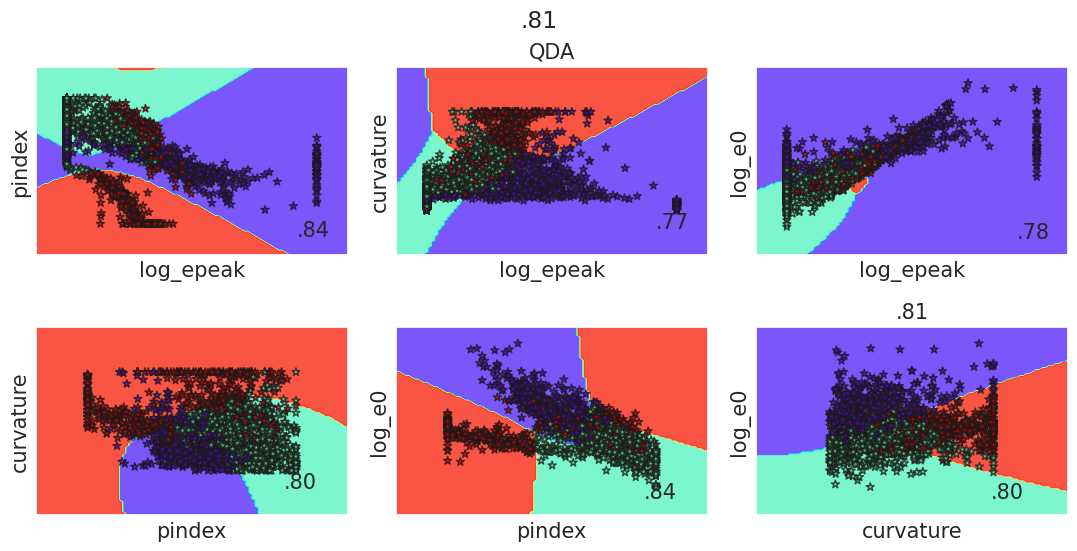 .81
QDA
pindex
.84
log_epeak
curvature
.77
log_epeak
log_e0
.78
log_epeak
curvature
.80
pindex
log_e0
.84
pindex
.81
log_e0
.80
curvature